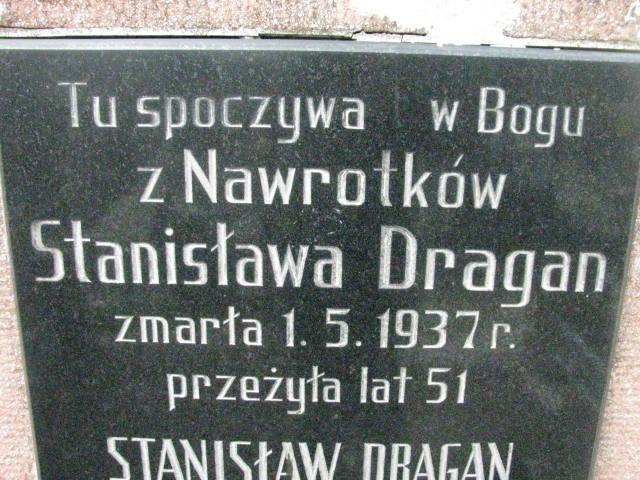 Tu spoczywa w Bogu
z Nawrotków
Stanisława Dragan
zmarła 1. 5. 1937 r.
przeżyła lat 51
STANISŁAW DRAGAN